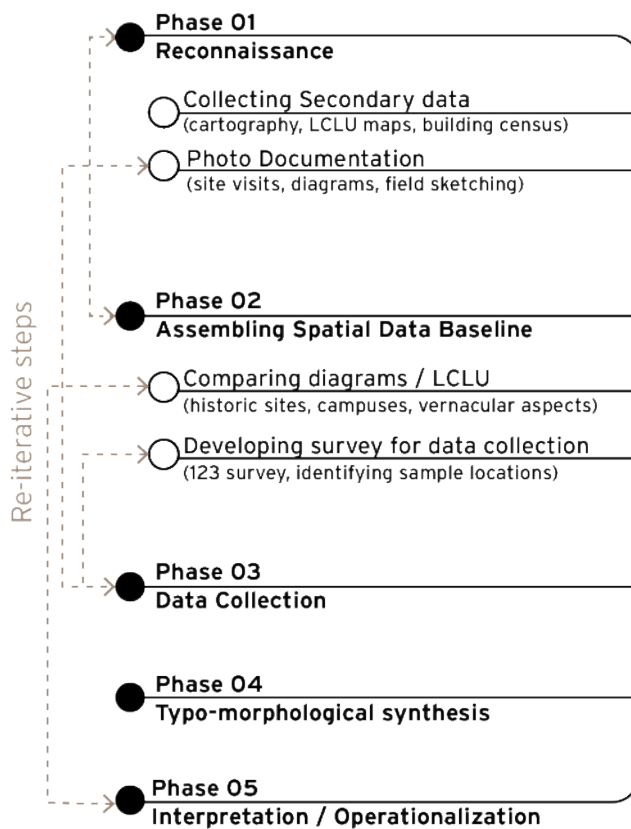 Phase 01
Reconnaissance
Collecting Secondary data
(cartography, LCLU maps, building census)
Photo Documentation
(site visits, diagrams, field sketching)
Phase 02
Assembling Spatial Data Baseline
Comparing diagrams / LCLU
(historic sites, campuses, vernacular aspects)
Developing survey for data collection
(123 survey, identifying sample locations)
Phase 03
Data Collection
Phase 04
Typo-morphological synthesis
Phase 05
Interpretation / Operationalization
Re-iterative steps